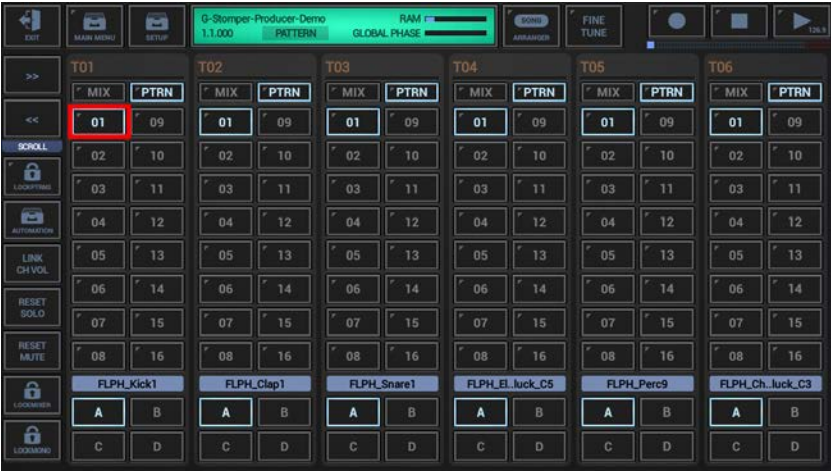 EXIT MAIN MENU SETUP G-Stomper-Producer-Demo RAM SONG ARRANGER FINE TUNE 126.9
1.1.000 PATTERN GLOBAL PHASE
>> T01 T02 T03 T04 T05 T06
MIX PTRN MIX PTRN MIX PTRN MIX PTRN MIX PTRN MIX PTRN
<< 01 09 01 09 01 09 01 09 01 09 01 09
SCROLL 02 10 02 10 02 10 02 10 02 10 02 10
LOCKPTRNS 03 11 03 11 03 11 03 11 03 11 03 11
AUTOMATION 04 12 04 12 04 12 04 12 04 12 04 12
LINK CH VOL 05 13 05 13 05 13 05 13 05 13 05 13
RESET SOLO 06 14 06 14 06 14 06 14 06 14 06 14
07 15 07 15 07 15 07 15 07 15 07 15
RESET MUTE 08 16 08 16 08 16 08 16 08 16 08 16
FLPH_Kick1 FLPH_Clap1 FLPH_Snare1 FLPH_El..luck_C5 FLPH_Perc9 FLPH_Ch..luck_C3
LOCKMIXER A B A B A B A B A B A B
LOCKMONO C D C D C D C D C D C D